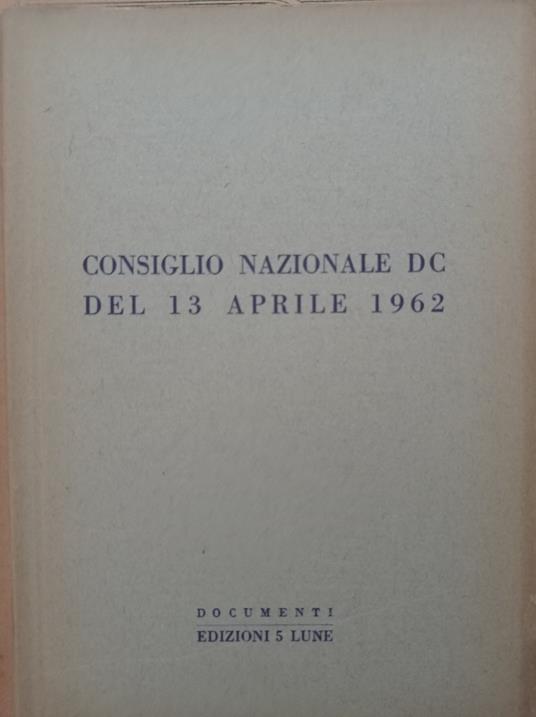 CONSIGLIO NAZIONALE DC
DEL 13 APRILE 1962
DOCUMENTI
EDIZIONI 5 LUNE